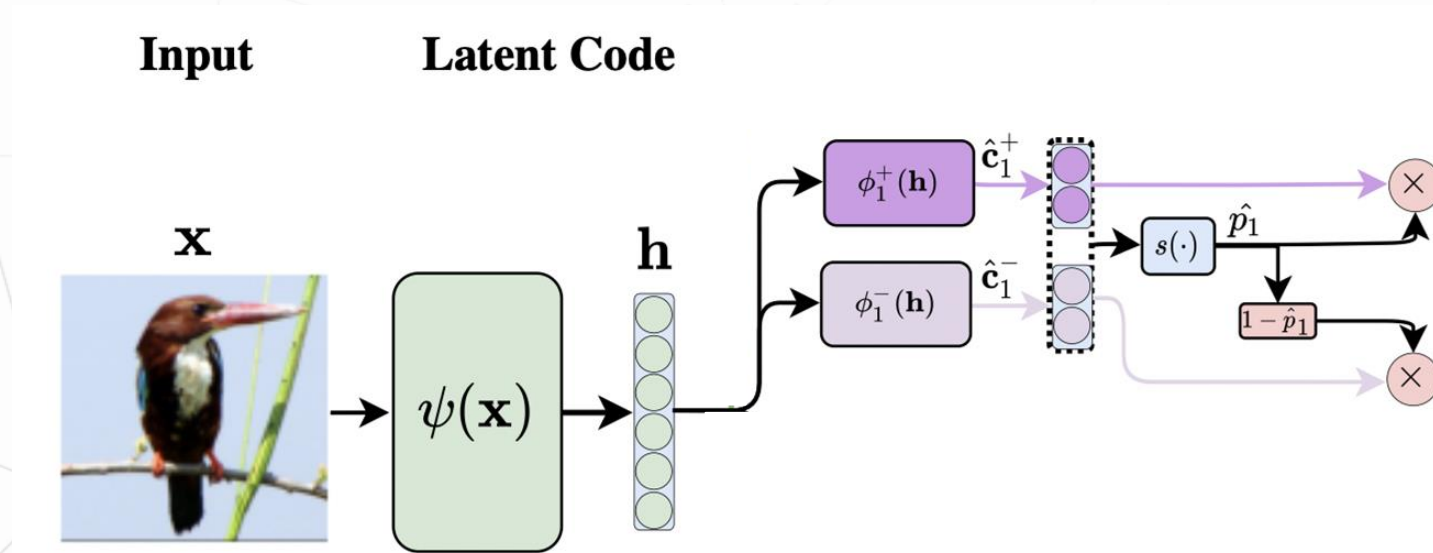 Input
Latent Code
x
ψ(x)
h
ϕ₁⁺(h)
ĉ₁⁺
ϕ₁⁻(h)
ĉ₁⁻
s(·)
p̂₁
1 − p̂₁
×
×